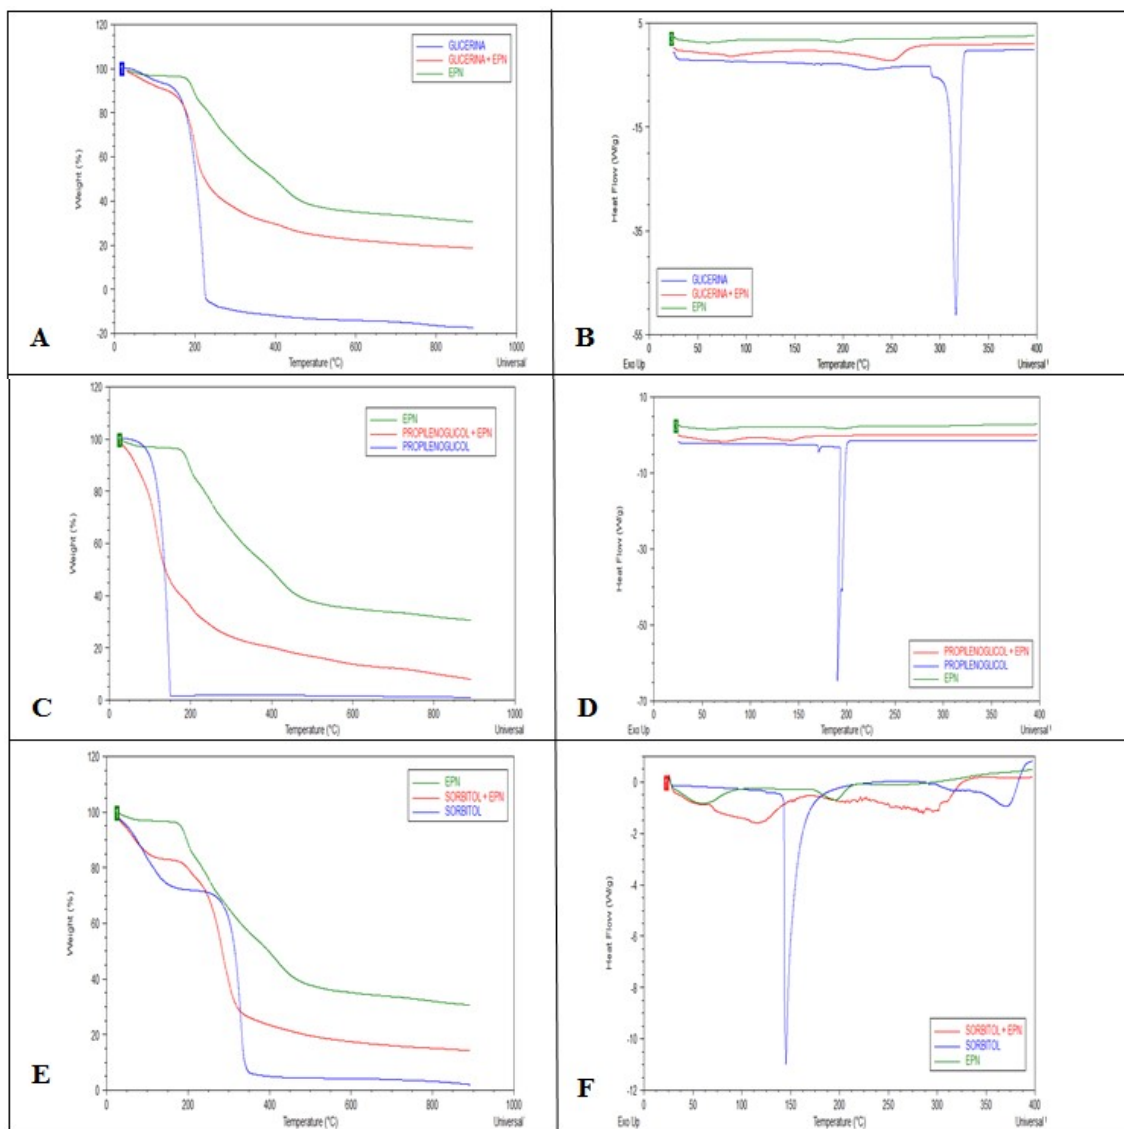 120
100
80
60
40
20
0
-20
Weight (%)
GLICERINA
GLICERINA + EPN
EPN
0 200 400 600 800 1000
Temperature (°C)
Universal
A
5
-15
-35
-55
Heat Flow (W/g)
GLICERINA
GLICERINA + EPN
EPN
0 50 100 150 200 250 300 350 400
Exo Up
Temperature (°C)
Universal
B
120
100
80
60
40
20
0
Weight (%)
EPN
PROPILENOGLICOL + EPN
PROPILENOGLICOL
0 200 400 600 800 1000
Temperature (°C)
Universal
C
10
-10
-30
-50
-70
Heat Flow (W/g)
PROPILENOGLICOL + EPN
PROPILENOGLICOL
EPN
0 50 100 150 200 250 300 350 400
Exo Up
Temperature (°C)
Universal
D
120
100
80
60
40
20
0
Weight (%)
EPN
SORBITOL + EPN
SORBITOL
0 200 400 600 800 1000
Temperature (°C)
Universal
E
0
-2
-4
-6
-8
-10
-12
Heat Flow (W/g)
SORBITOL + EPN
SORBITOL
EPN
0 50 100 150 200 250 300 350 400
Exo Up
Temperature (°C)
Universal
F